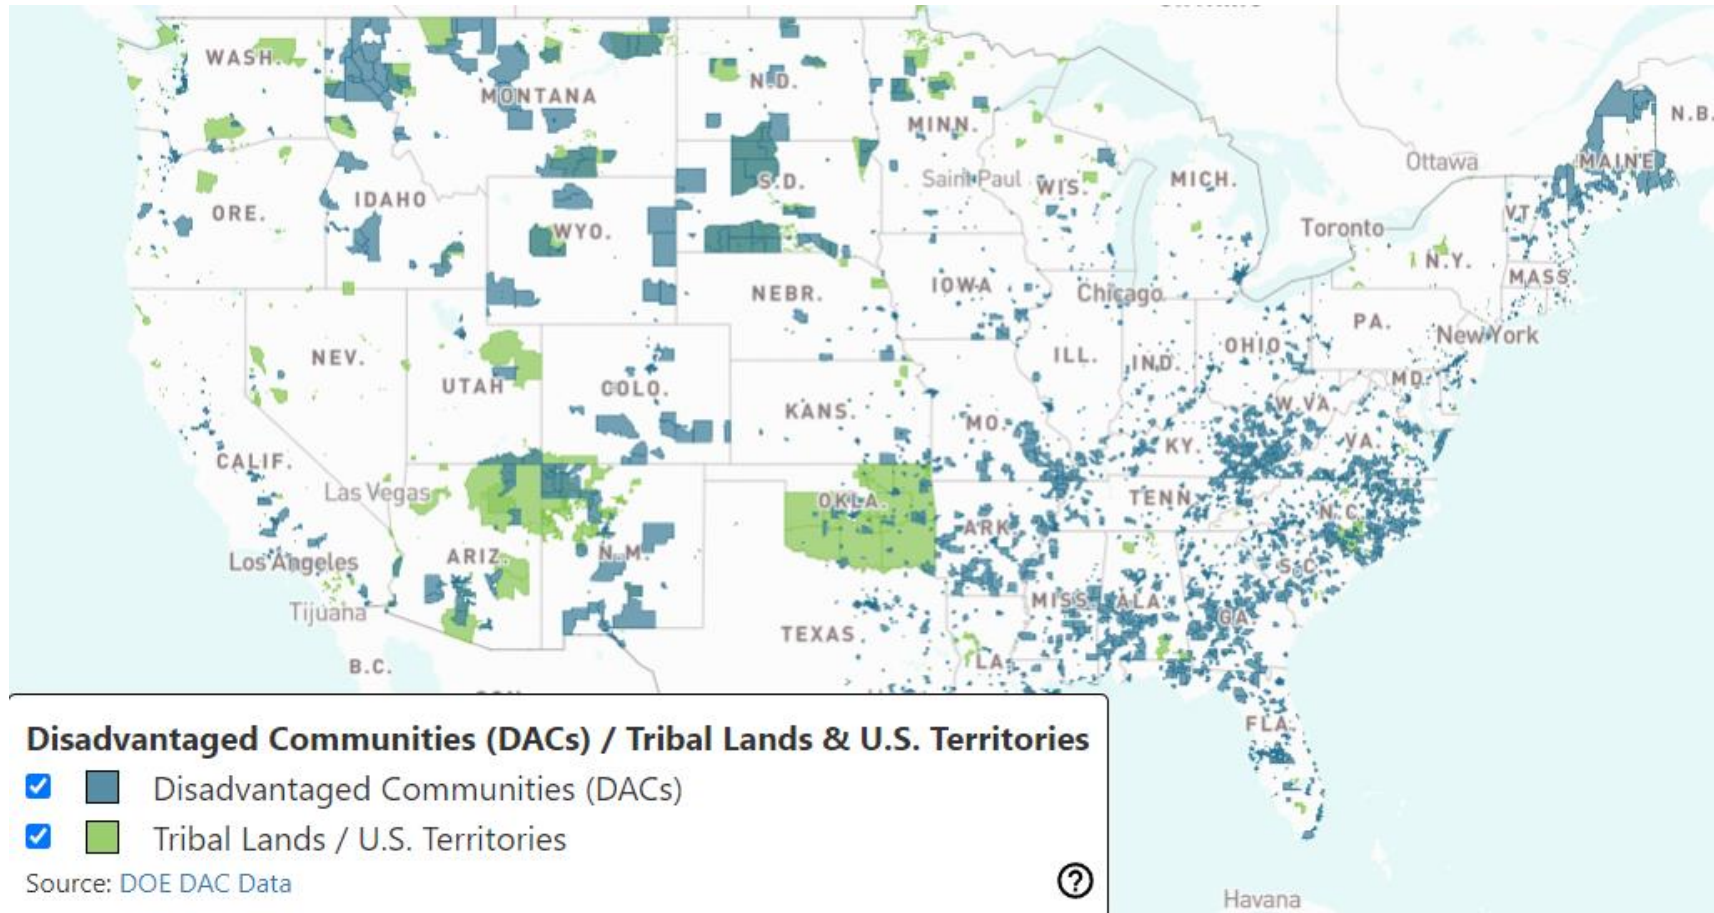 WASH.
MONTANA
N.D.
MINN.
N.B.
Ottawa
MAINE
ORE.
IDAHO
WYO.
S.D.
Saint Paul
WIS.
MICH.
Toronto
VT.
N.Y.
MASS
NEBR.
IOWA
Chicago
PA.
New York
NEV.
UTAH
COLO.
KANS.
MO.
ILL.
IND.
OHIO
MD.
W.VA.
VA.
KY.
CALIF.
Las Vegas
OKLA.
TENN.
N.C.
ARK.
Los Angeles
ARIZ.
N.M.
S.C.
Tijuana
MISS.
ALA.
GA.
TEXAS
LA.
B.C.
FLA.
Disadvantaged Communities (DACs) / Tribal Lands & U.S. Territories
Disadvantaged Communities (DACs)
Tribal Lands / U.S. Territories
Source: DOE DAC Data
?
Havana